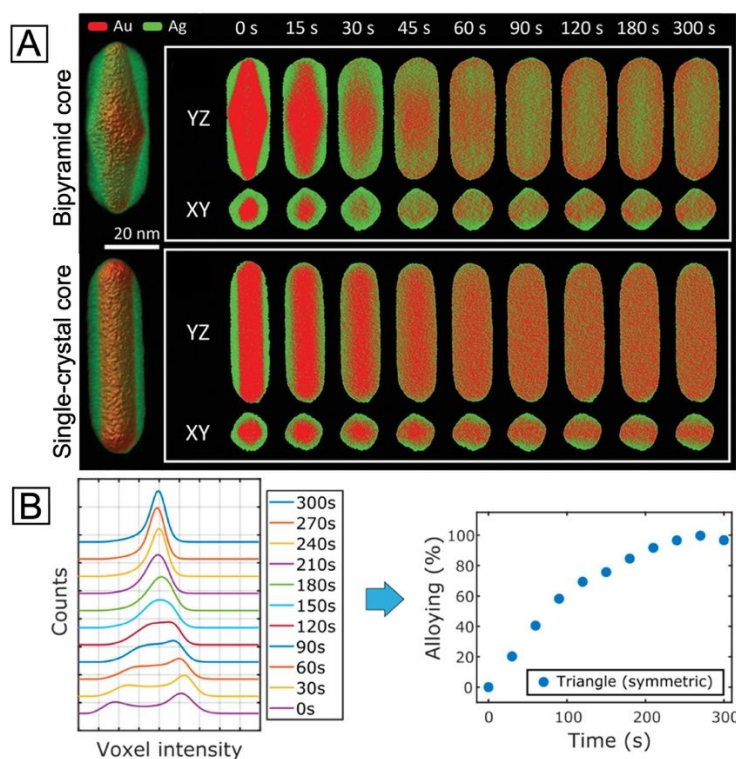 A
Au Ag
0 s 15 s 30 s 45 s 60 s 90 s 120 s 180 s 300 s
Bipyramid core
YZ
XY
20 nm
Single-crystal core
YZ
XY
B
Counts
Voxel intensity
300s
270s
240s
210s
180s
150s
120s
90s
60s
30s
0s
Alloying (%)
100
80
60
40
20
0
Triangle (symmetric)
0 100 200 300
Time (s)